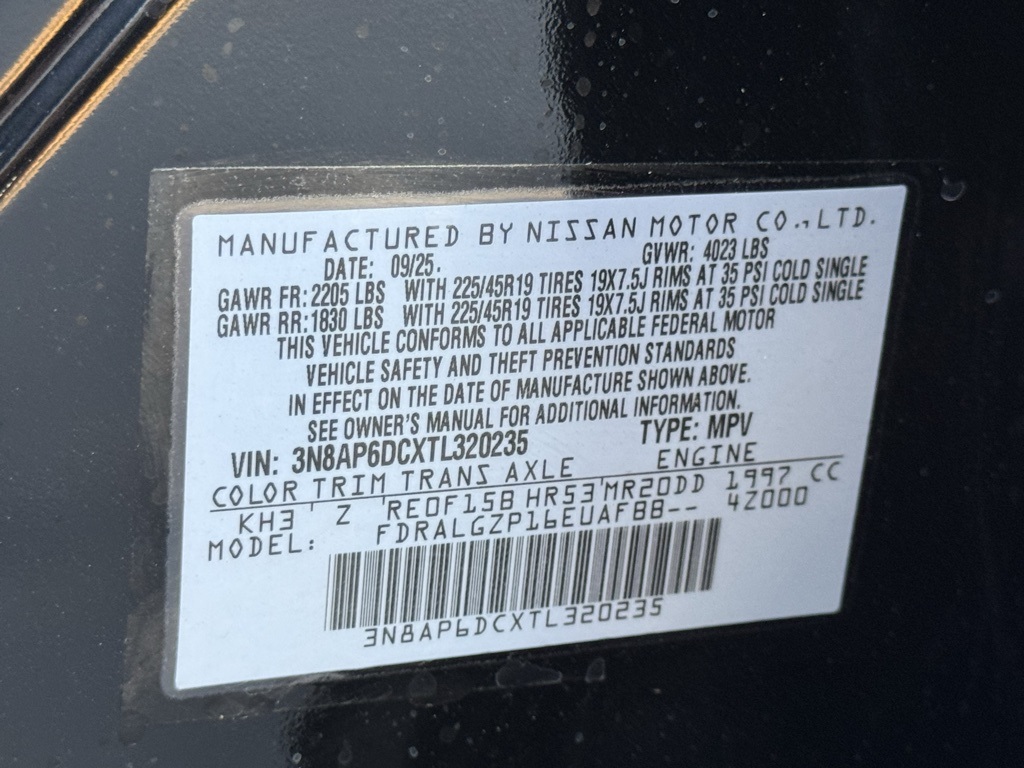 MANUFACTURED BY NISSAN MOTOR CO., LTD.
DATE: 09/25. GVWR: 4023 LBS
GAWR FR: 2205 LBS WITH 225/45R19 TIRES 19X7.5J RIMS AT 35 PSI COLD SINGLE
GAWR RR: 1830 LBS WITH 225/45R19 TIRES 19X7.5J RIMS AT 35 PSI COLD SINGLE
THIS VEHICLE CONFORMS TO ALL APPLICABLE FEDERAL MOTOR
VEHICLE SAFETY AND THEFT PREVENTION STANDARDS
IN EFFECT ON THE DATE OF MANUFACTURE SHOWN ABOVE.
SEE OWNER'S MANUAL FOR ADDITIONAL INFORMATION.
VIN: 3N8AP6DCXTL320235 TYPE: MPV
COLOR TRIM TRANS AXLE ENGINE
KH3 Z RE0F15B HR53 MR20DD 1997 CC
MODEL: FDRALGZP16EUAFBB-- 4Z000
3N8AP6DCXTL320235